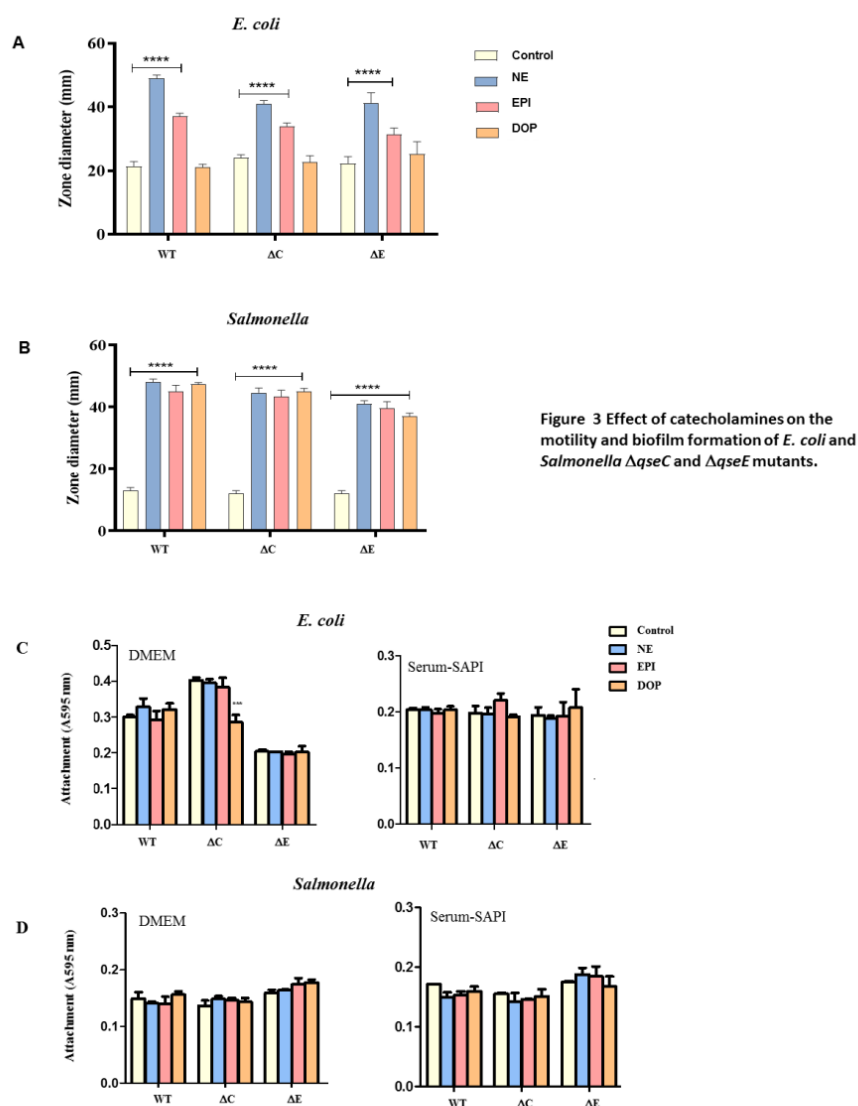 E. coli
A
Zone diameter (mm)
60
40
20
0
****
****
****
WT
ΔC
ΔE
Control
NE
EPI
DOP
Salmonella
B
Zone diameter (mm)
60
40
20
0
****
****
****
WT
ΔC
ΔE
Figure 3 Effect of catecholamines on the
motility and biofilm formation of E. coli and
Salmonella ΔqseC and ΔqseE mutants.
E. coli
C
DMEM
Attachment (A595 nm)
0.5
0.4
0.3
0.2
0.1
0.0
***
WT
ΔC
ΔE
Serum-SAPI
0.3
0.2
0.1
0.0
WT
ΔC
ΔE
Control
NE
EPI
DOP
Salmonella
D
DMEM
Attachment (A595 nm)
0.3
0.2
0.1
0.0
WT
ΔC
ΔE
Serum-SAPI
0.3
0.2
0.1
0.0
WT
ΔC
ΔE